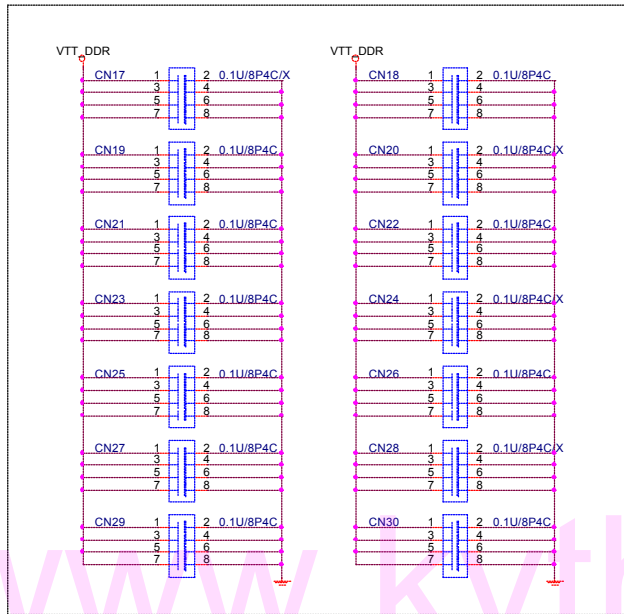 VTT_DDR
CN17 1 2 0.1U/8P4C/X
3 4
5 6
7 8
CN19 1 2 0.1U/8P4C
3 4
5 6
7 8
CN21 1 2 0.1U/8P4C
3 4
5 6
7 8
CN23 1 2 0.1U/8P4C
3 4
5 6
7 8
CN25 1 2 0.1U/8P4C
3 4
5 6
7 8
CN27 1 2 0.1U/8P4C
3 4
5 6
7 8
CN29 1 2 0.1U/8P4C
3 4
5 6
7 8
VTT_DDR
CN18 1 2 0.1U/8P4C
3 4
5 6
7 8
CN20 1 2 0.1U/8P4C/X
3 4
5 6
7 8
CN22 1 2 0.1U/8P4C
3 4
5 6
7 8
CN24 1 2 0.1U/8P4C/X
3 4
5 6
7 8
CN26 1 2 0.1U/8P4C
3 4
5 6
7 8
CN28 1 2 0.1U/8P4C/X
3 4
5 6
7 8
CN30 1 2 0.1U/8P4C
3 4
5 6
7 8